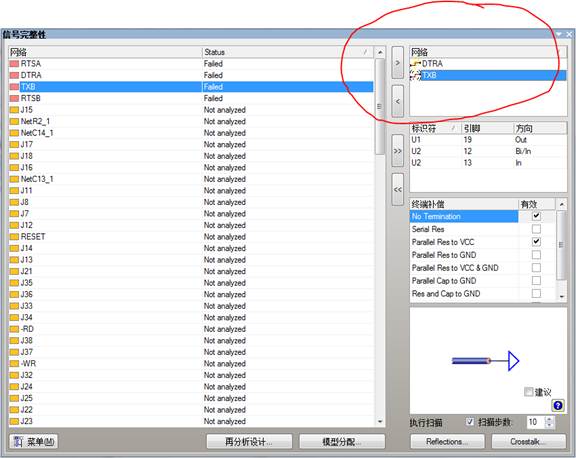 信号完整性
网络 Status
RTSA Failed
DTRA Failed
TXB Failed
RTSB Failed
J15 Not analyzed
NetR2_1 Not analyzed
NetC14_1 Not analyzed
J17 Not analyzed
J18 Not analyzed
J16 Not analyzed
NetC13_1 Not analyzed
J11 Not analyzed
J8 Not analyzed
J7 Not analyzed
J12 Not analyzed
RESET Not analyzed
J14 Not analyzed
J13 Not analyzed
J21 Not analyzed
J35 Not analyzed
J36 Not analyzed
J33 Not analyzed
J34 Not analyzed
-RD Not analyzed
J38 Not analyzed
J37 Not analyzed
-WR Not analyzed
J32 Not analyzed
J24 Not analyzed
J25 Not analyzed
J22 Not analyzed
J23 Not analyzed
菜单(M)
再分析设计...
模型分配...
>
<
>>
<<
网络
DTRA
TXB
标识符 引脚 方向
U1 19 Out
U2 12 Bi/In
U2 13 In
终端补值 有效
No Termination
Serial Res
Parallel Res to VCC
Parallel Res to GND
Parallel Res to VCC & GND
Parallel Cap to GND
Res and Cap to GND
建议
?
执行扫描 扫描步数: 10
Reflections...
Crosstalk...